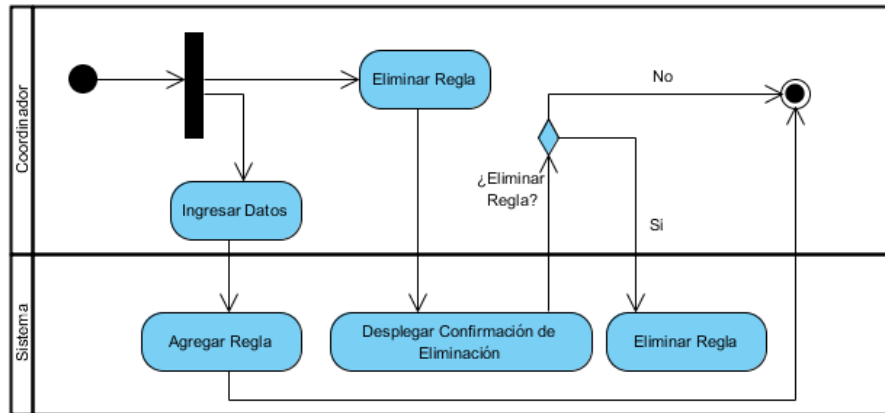 Coordinador
Eliminar Regla
No
Ingresar Datos
¿Eliminar
Regla?
Si
Sistema
Agregar Regla
Desplegar Confirmación de
Eliminación
Eliminar Regla